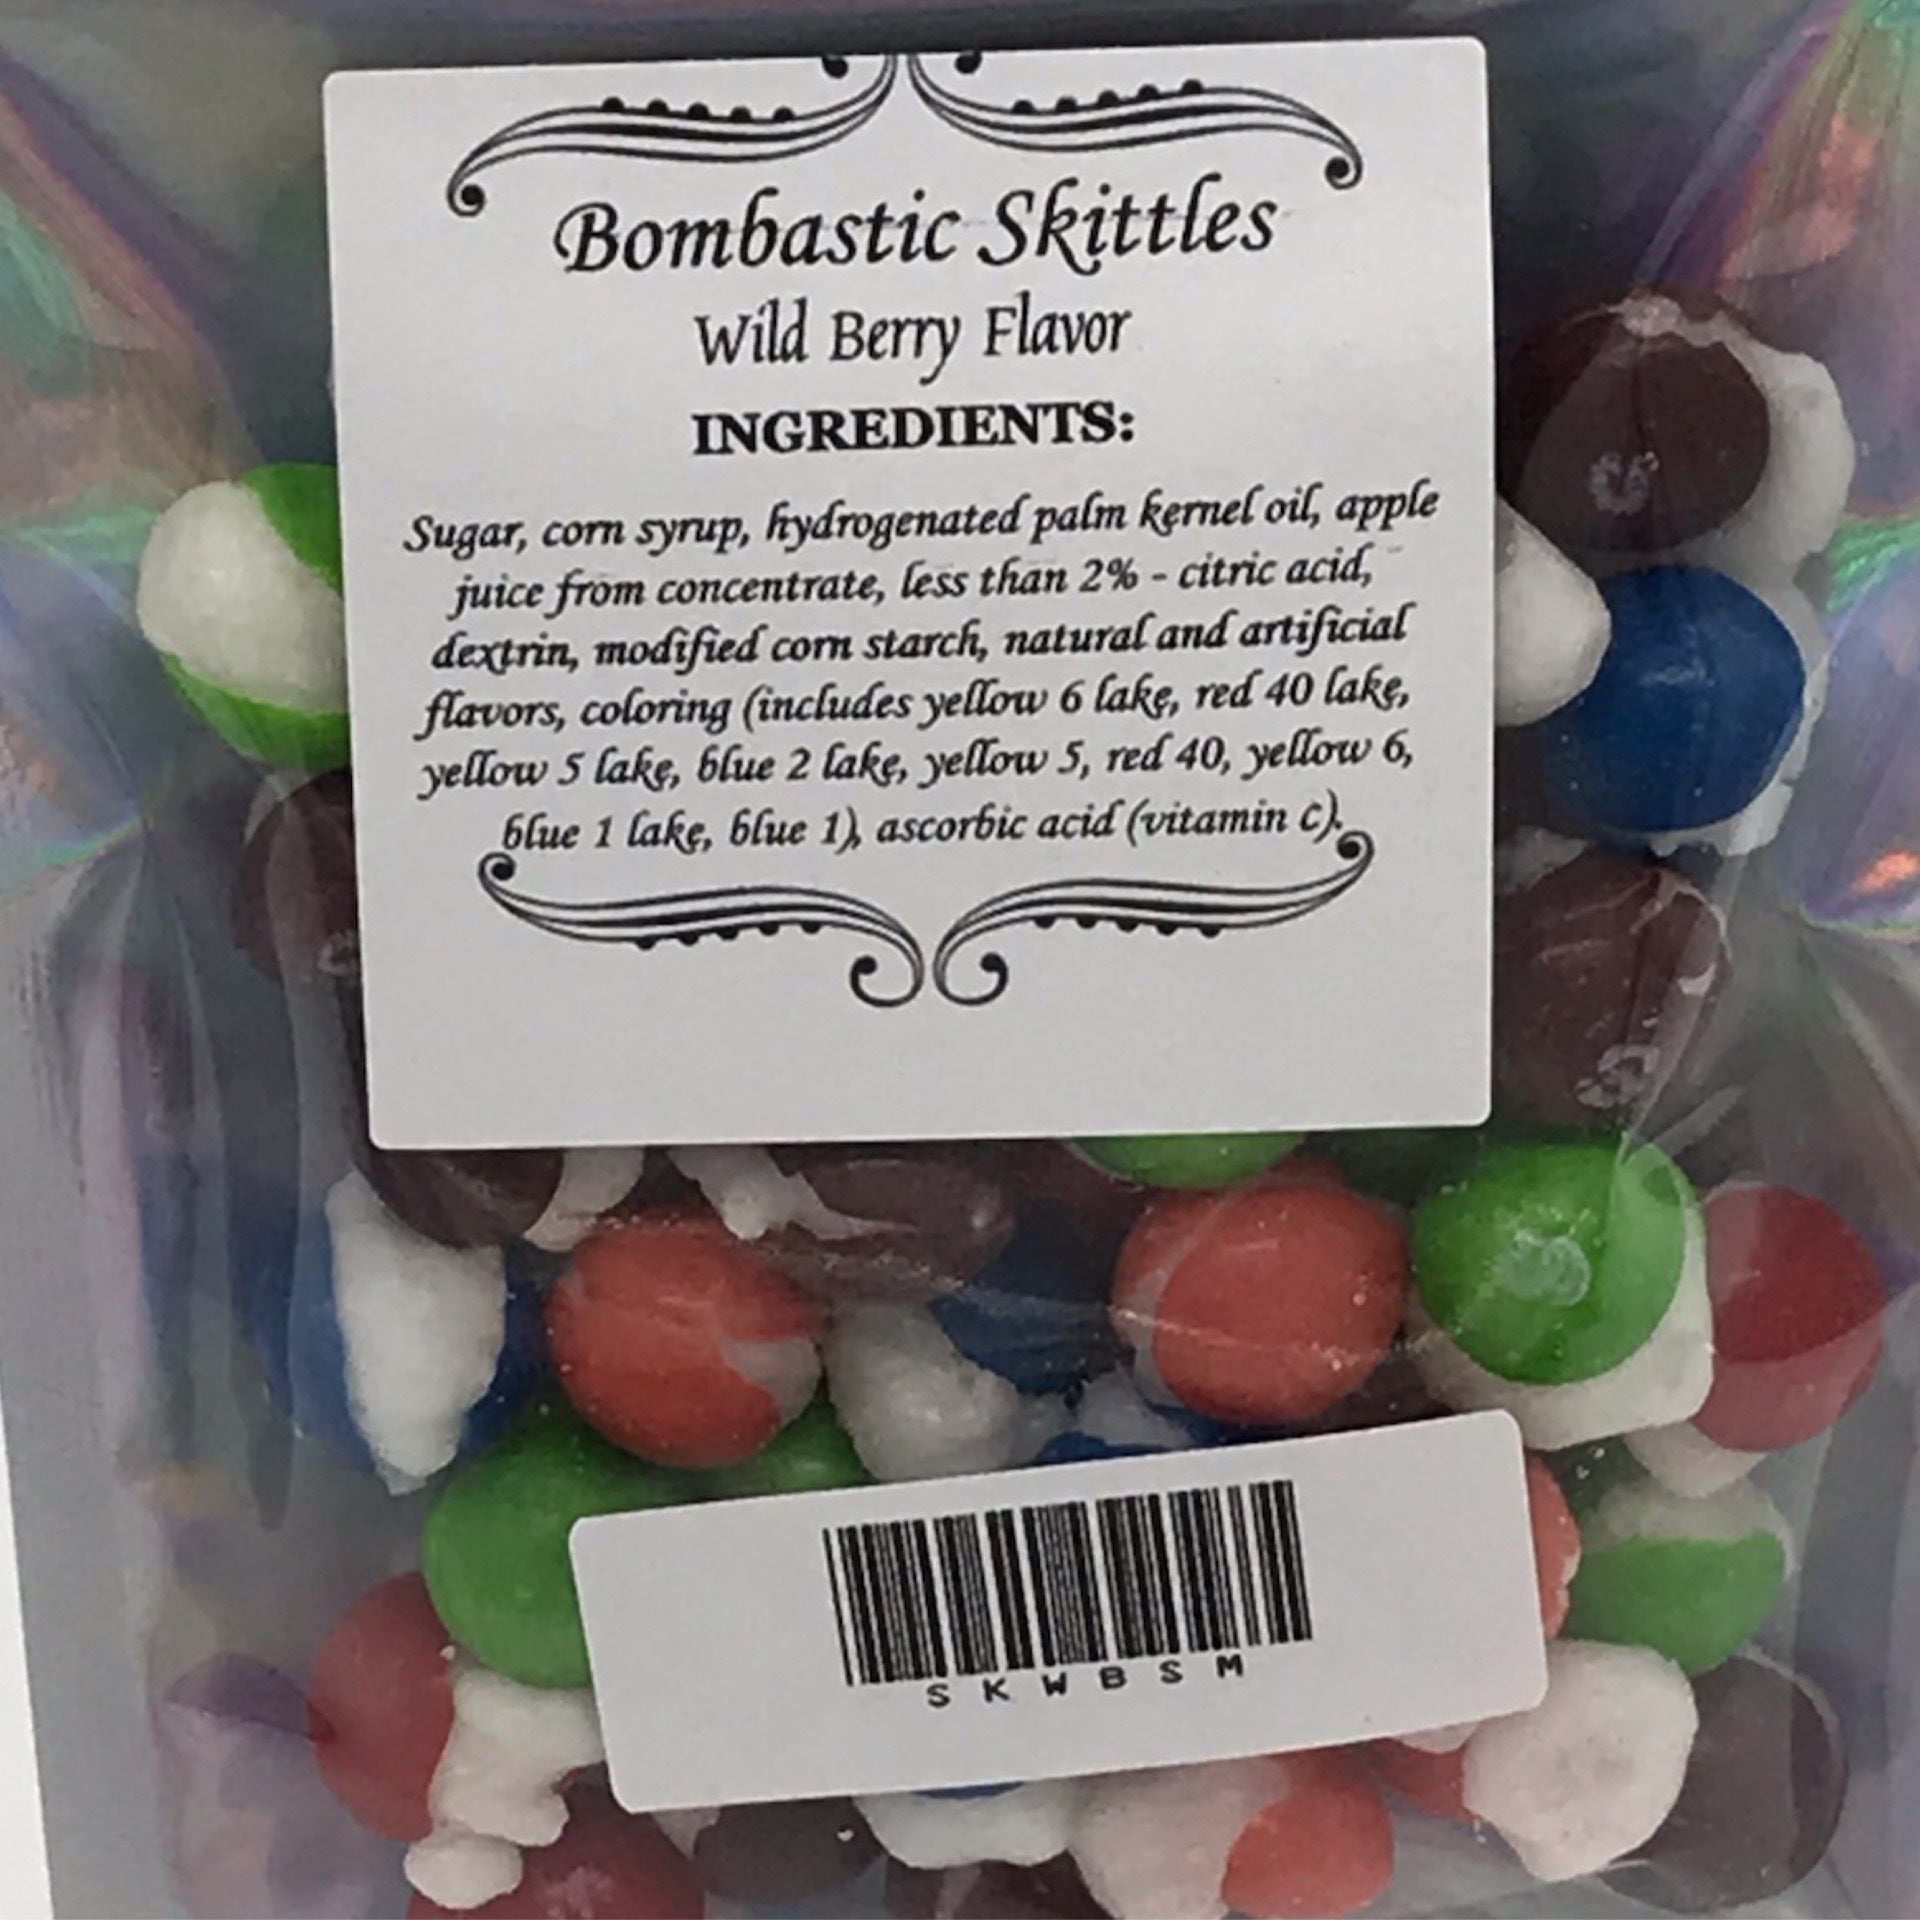 Bombastic Skittles
Wild Berry Flavor
INGREDIENTS:
Sugar, corn syrup, hydrogenated palm kernel oil, apple
juice from concentrate, less than 2% - citric acid,
dextrin, modified corn starch, natural and artificial
flavors, coloring (includes yellow 6 lake, red 40 lake,
yellow 5 lake, blue 2 lake, yellow 5, red 40, yellow 6,
blue 1 lake, blue 1), ascorbic acid (vitamin c).
SKWBSM